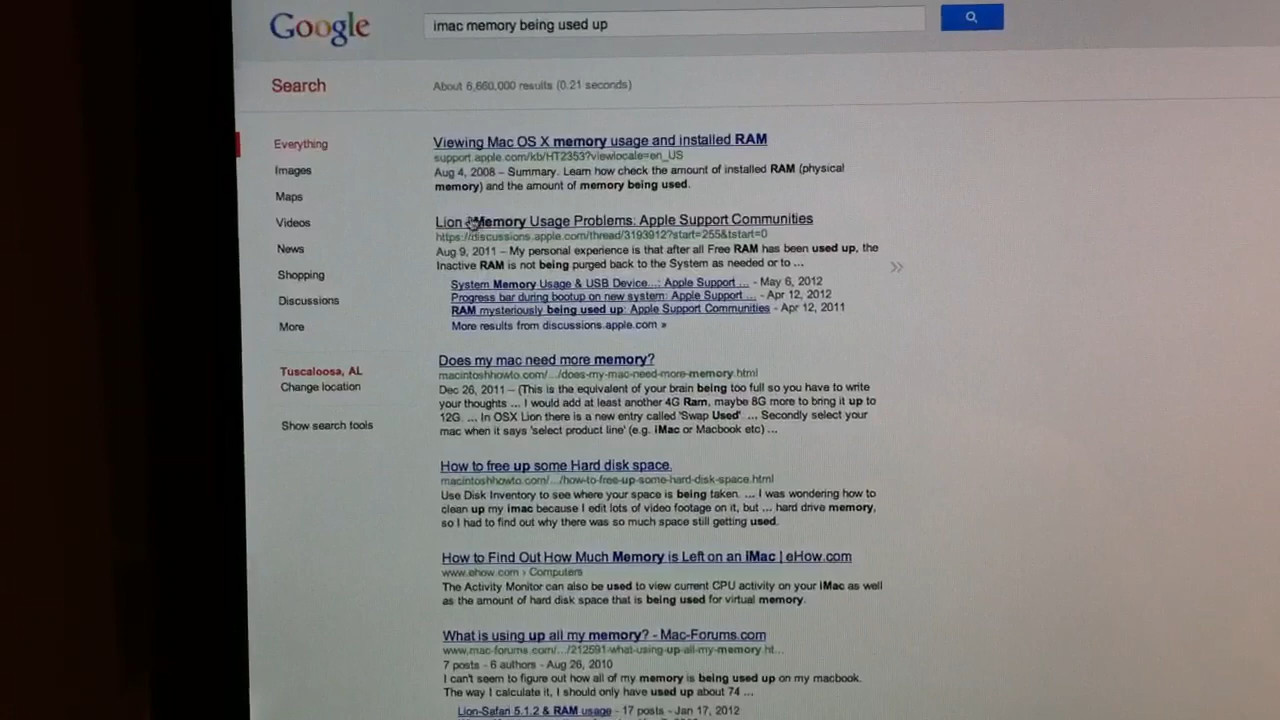 Google
imac memory being used up
Search
About 6,660,000 results (0.21 seconds)
Everything
Images
Maps
Videos
News
Shopping
Discussions
More
Tuscaloosa, AL
Change location
Show search tools
Viewing Mac OS X memory usage and installed RAM
support.apple.com/kb/HT2353?viewlocale=en_US
Aug 4, 2008 – Summary. Learn how check the amount of installed RAM (physical
memory) and the amount of memory being used.
Lion Memory Usage Problems: Apple Support Communities
https://discussions.apple.com/thread/3193912?start=255&tstart=0
Aug 9, 2011 – My personal experience is that after all Free RAM has been used up, the
Inactive RAM is not being purged back to the System as needed or to ...
System Memory Usage & USB Device...: Apple Support ... - May 6, 2012
Progress bar during bootup on new system: Apple Support ... - Apr 12, 2012
RAM mysteriously being used up: Apple Support Communities - Apr 12, 2011
More results from discussions.apple.com »
Does my mac need more memory?
macintoshhowto.com/.../does-my-mac-need-more-memory.html
Dec 26, 2011 – (This is the equivalent of your brain being too full so you have to write
your thoughts ... I would add at least another 4G Ram, maybe 8G more to bring it up to
12G. ... In OSX Lion there is a new entry called 'Swap Used' ... Secondly select your
mac when it says 'select product line' (e.g. iMac or Macbook etc) ...
How to free up some Hard disk space.
macintoshhowto.com/.../how-to-free-up-some-hard-disk-space.html
Use Disk Inventory to see where your space is being taken. ... I was wondering how to
clean up my imac because I edit lots of video footage on it, but ... hard drive memory,
so I had to find out why there was so much space still getting used.
How to Find Out How Much Memory is Left on an iMac | eHow.com
www.ehow.com › Computers
The Activity Monitor can also be used to view current CPU activity on your iMac as well
as the amount of hard disk space that is being used for virtual memory.
What is using up all my memory? - Mac-Forums.com
www.mac-forums.com/.../212591-what-using-up-all-my-memory.ht...
7 posts - 6 authors - Aug 26, 2010
I can't seem to figure out how all of my memory is being used up on my macbook.
The way I calculate it, I should only have used up about 74 ...
Lion-Safari 5.1.2 & RAM usage - 17 posts - Jan 17, 2012